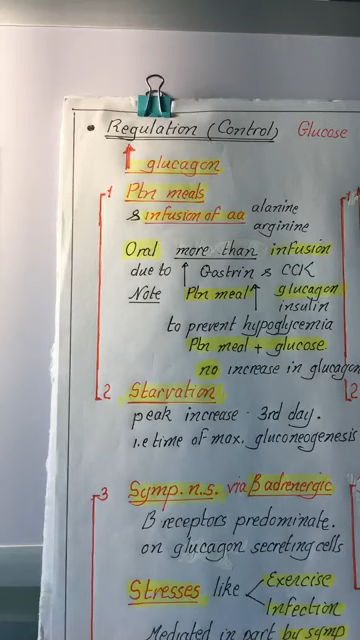 • Regulation (Control) Glucose
↑ glucagon
1 Ptn meals
& infusion of aa alanine
arginine
Oral more than infusion
due to ↑ Gastrin & CCK
Note Ptn meal ↑ glucagon
insulin
to prevent hypoglycemia
Ptn meal + glucose.
no increase in glucagon
2 Starvation
peak increase · 3rd day.
i.e time of max. gluconeogenesis
3 Symp. n.s. via β adrenergic
β receptors predominate.
on glucagon secreting cells
Stresses like < Exercise
Infection
Mediated in part by symp